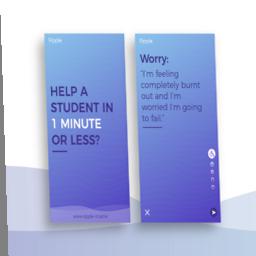 Ripple
HELP A
STUDENT IN
1 MINUTE
OR LESS?
Ripple
Worry:
"I'm feeling
completely burnt
out and I'm
worried I'm going
to fail."
X